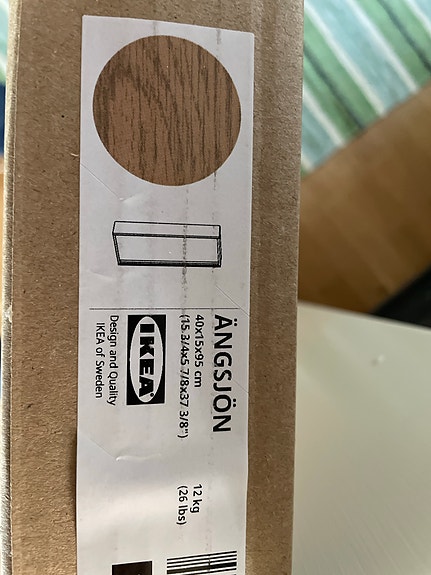 ÄNGSJÖN
40x15x95 cm
(15 3/4x5 7/8x37 3/8")
12 kg
(26 lbs)
IKEA
Design and Quality
IKEA of Sweden